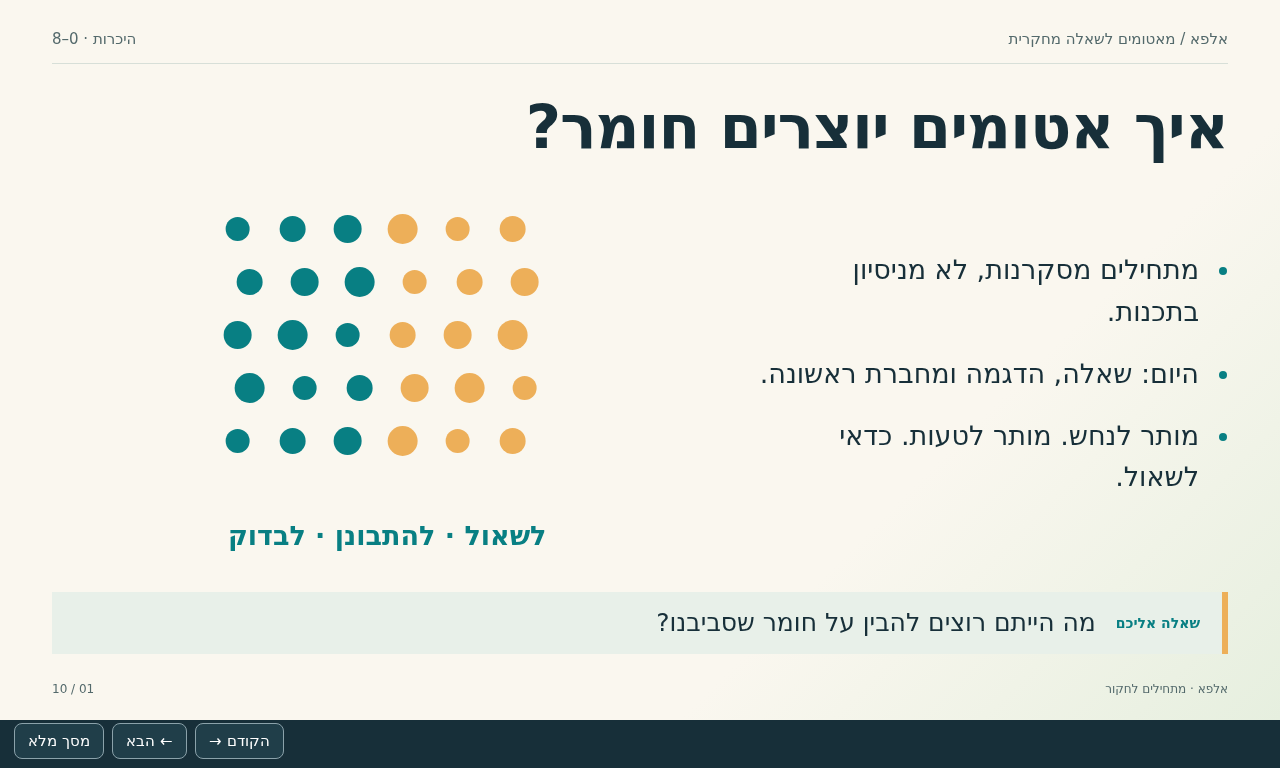 אלפא / מאטומים לשאלה מחקרית
היכרות · 0–8
איך אטומים יוצרים חומר?
מתחילים מסקרנות, לא מניסיון
בתכנות.
היום: שאלה, הדגמה ומחברת ראשונה.
מותר לנחש. מותר לטעות. כדאי
לשאול.
לשאול · להתבונן · לבדוק
שאלה אליכם מה הייתם רוצים להבין על חומר שסביבנו?
אלפא · מתחילים לחקור
10 / 01
הקודם →
← הבא
מסך מלא